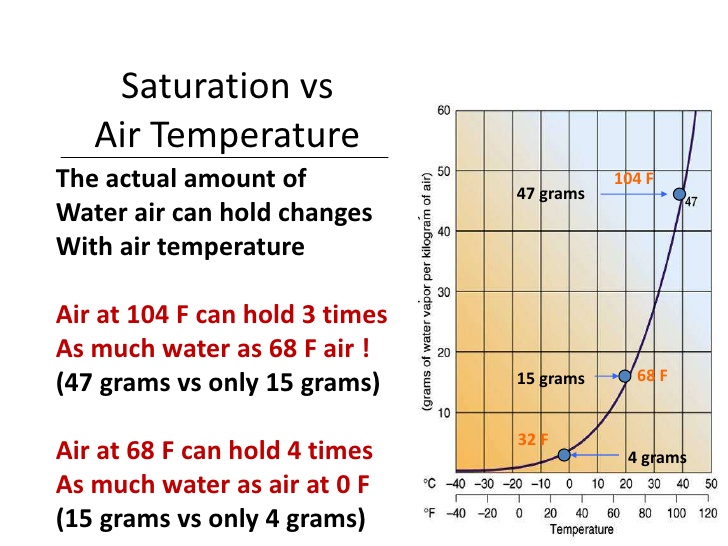 Saturation vs
Air Temperature
The actual amount of
Water air can hold changes
With air temperature
Air at 104 F can hold 3 times
As much water as 68 F air !
(47 grams vs only 15 grams)
Air at 68 F can hold 4 times
As much water as air at 0 F
(15 grams vs only 4 grams)
(grams of water vapor per kilogram of air)
60
50
40
30
20
10
104 F
47 grams
47
15 grams
68 F
32 F
4 grams
°C -40 -30 -20 -10 0 10 20 30 40 50
°F -40 -20 0 20 40 60 80 100 120
Temperature